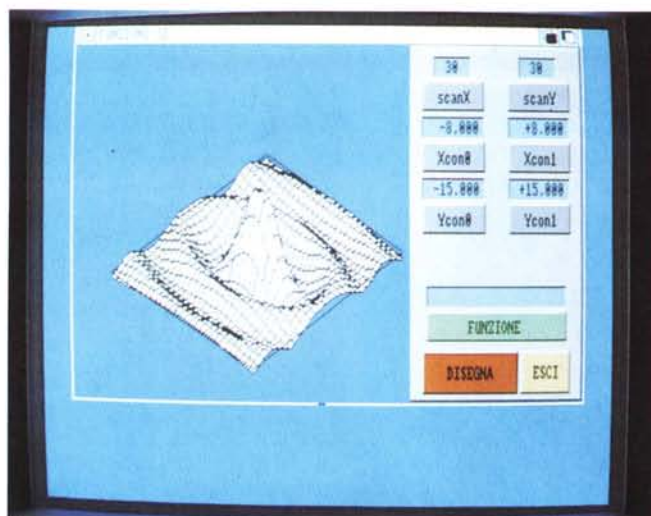 30 30
scanX scanY
-8.000 +8.000
Xcon0 Xcon1
-15.000 +15.000
Ycon0 Ycon1
FUNZIONE
DISEGNA ESCI